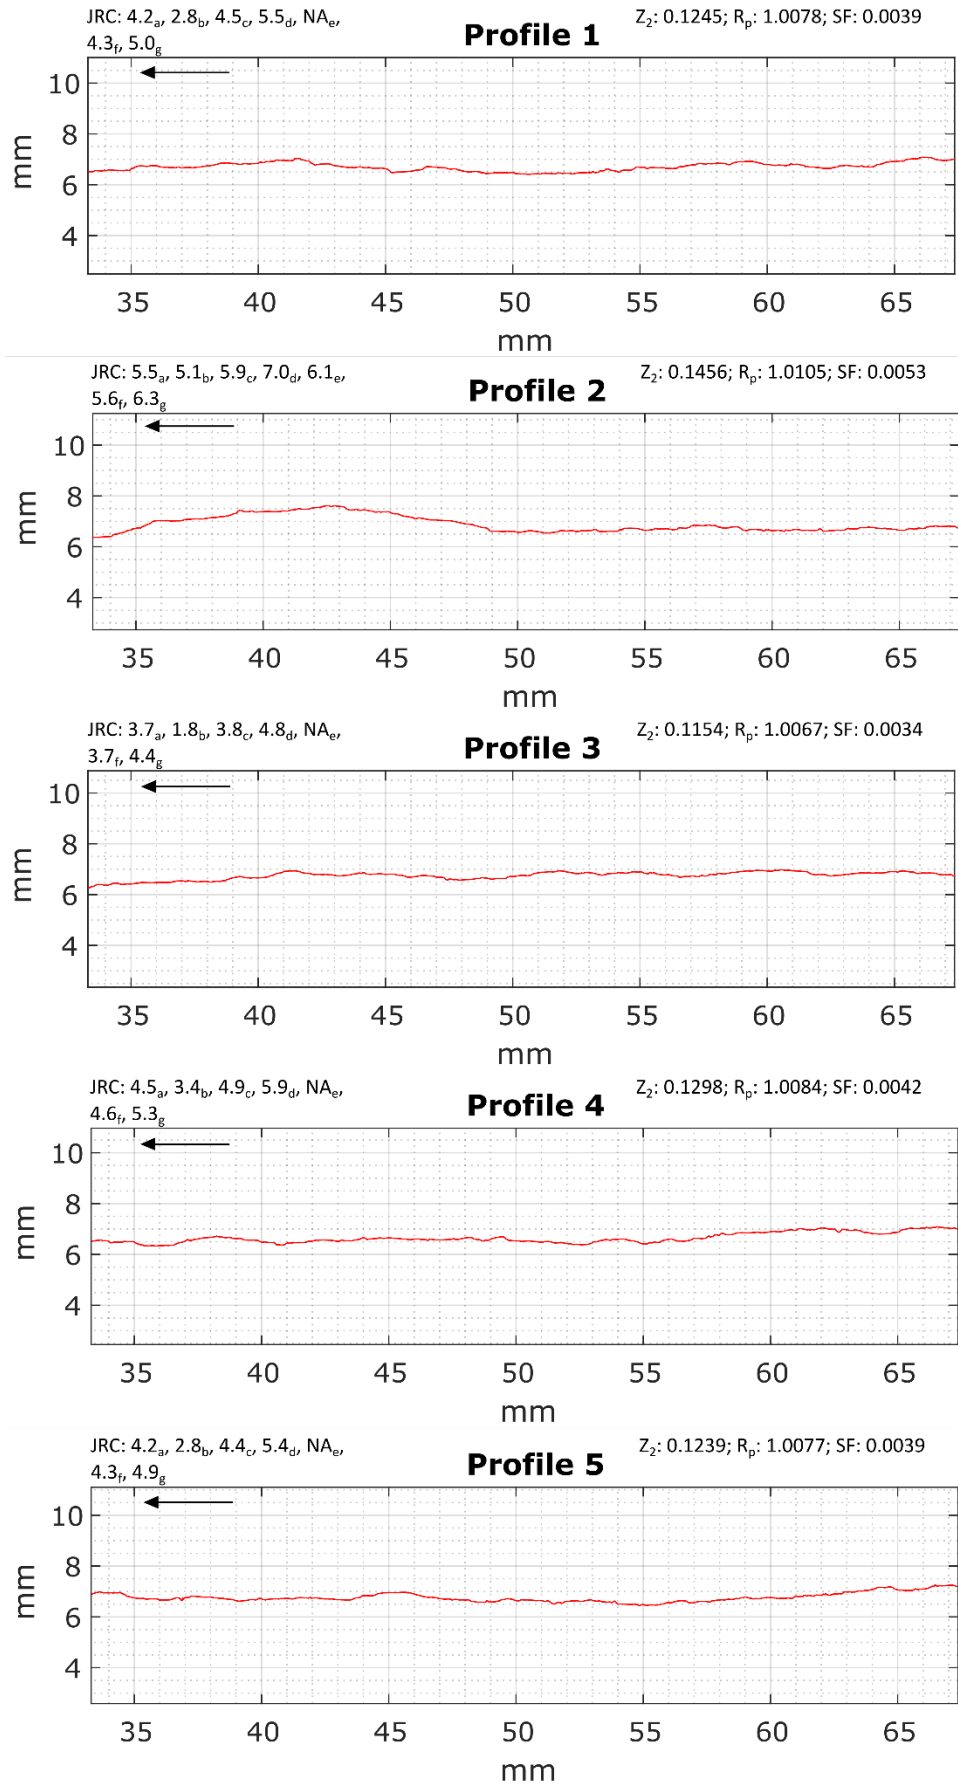 JRC: 4.2a, 2.8b, 4.5c, 5.5d, NAe,
4.3f, 5.0g
Profile 1
Z2: 0.1245; Rp: 1.0078; SF: 0.0039
10
8
6
4
mm
35 40 45 50 55 60 65
mm
JRC: 5.5a, 5.1b, 5.9c, 7.0d, 6.1e,
5.6f, 6.3g
Profile 2
Z2: 0.1456; Rp: 1.0105; SF: 0.0053
10
8
6
4
mm
35 40 45 50 55 60 65
mm
JRC: 3.7a, 1.8b, 3.8c, 4.8d, NAe,
3.7f, 4.4g
Profile 3
Z2: 0.1154; Rp: 1.0067; SF: 0.0034
10
8
6
4
mm
35 40 45 50 55 60 65
mm
JRC: 4.5a, 3.4b, 4.9c, 5.9d, NAe,
4.6f, 5.3g
Profile 4
Z2: 0.1298; Rp: 1.0084; SF: 0.0042
10
8
6
4
mm
35 40 45 50 55 60 65
mm
JRC: 4.2a, 2.8b, 4.4c, 5.4d, NAe,
4.3f, 4.9g
Profile 5
Z2: 0.1239; Rp: 1.0077; SF: 0.0039
10
8
6
4
mm
35 40 45 50 55 60 65
mm